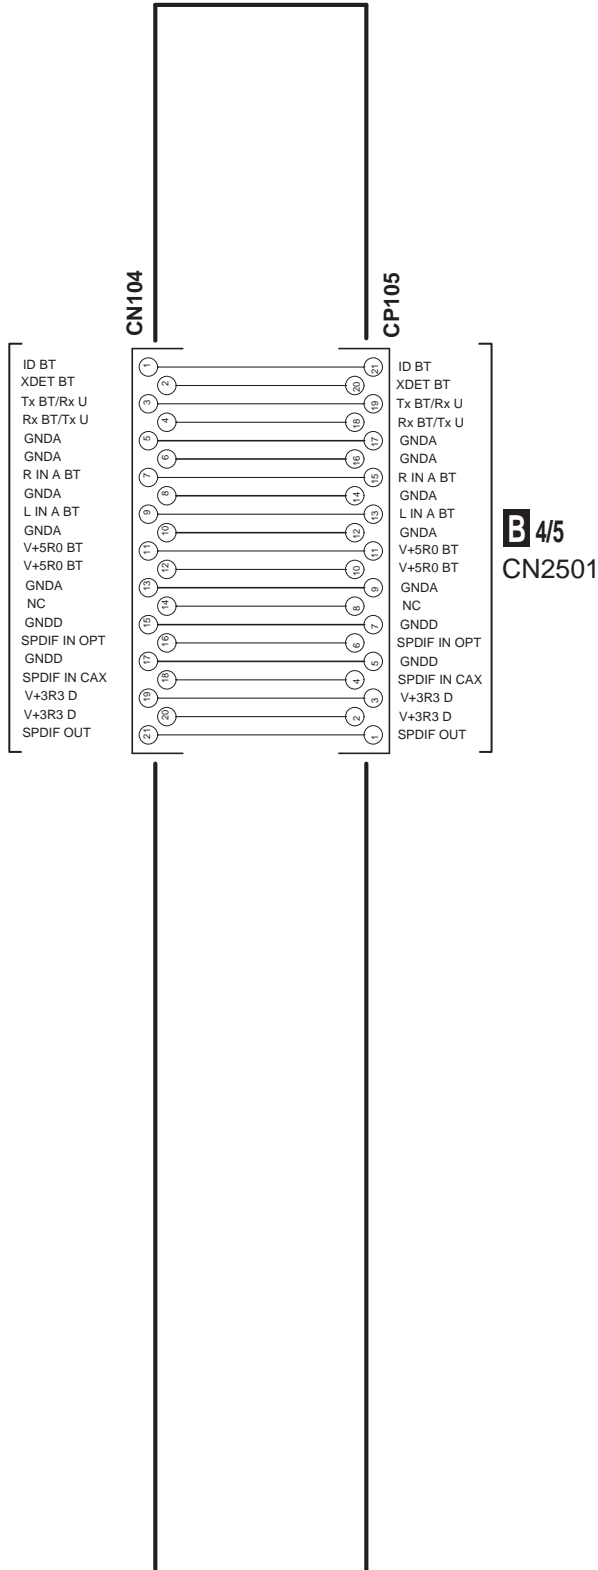 CN104
CP105
ID BT 1 21 ID BT
XDET BT 2 20 XDET BT
Tx BT/Rx U 3 19 Tx BT/Rx U
Rx BT/Tx U 4 18 Rx BT/Tx U
GNDA 5 17 GNDA
GNDA 6 16 GNDA
R IN A BT 7 15 R IN A BT
GNDA 8 14 GNDA
L IN A BT 9 13 L IN A BT
GNDA 10 12 GNDA
V+5R0 BT 11 11 V+5R0 BT
V+5R0 BT 12 10 V+5R0 BT
GNDA 13 9 GNDA
NC 14 8 NC
GNDD 15 7 GNDD
SPDIF IN OPT 16 6 SPDIF IN OPT
GNDD 17 5 GNDD
SPDIF IN CAX 18 4 SPDIF IN CAX
V+3R3 D 19 3 V+3R3 D
V+3R3 D 20 2 V+3R3 D
SPDIF OUT 21 1 SPDIF OUT
B 4/5
CN2501